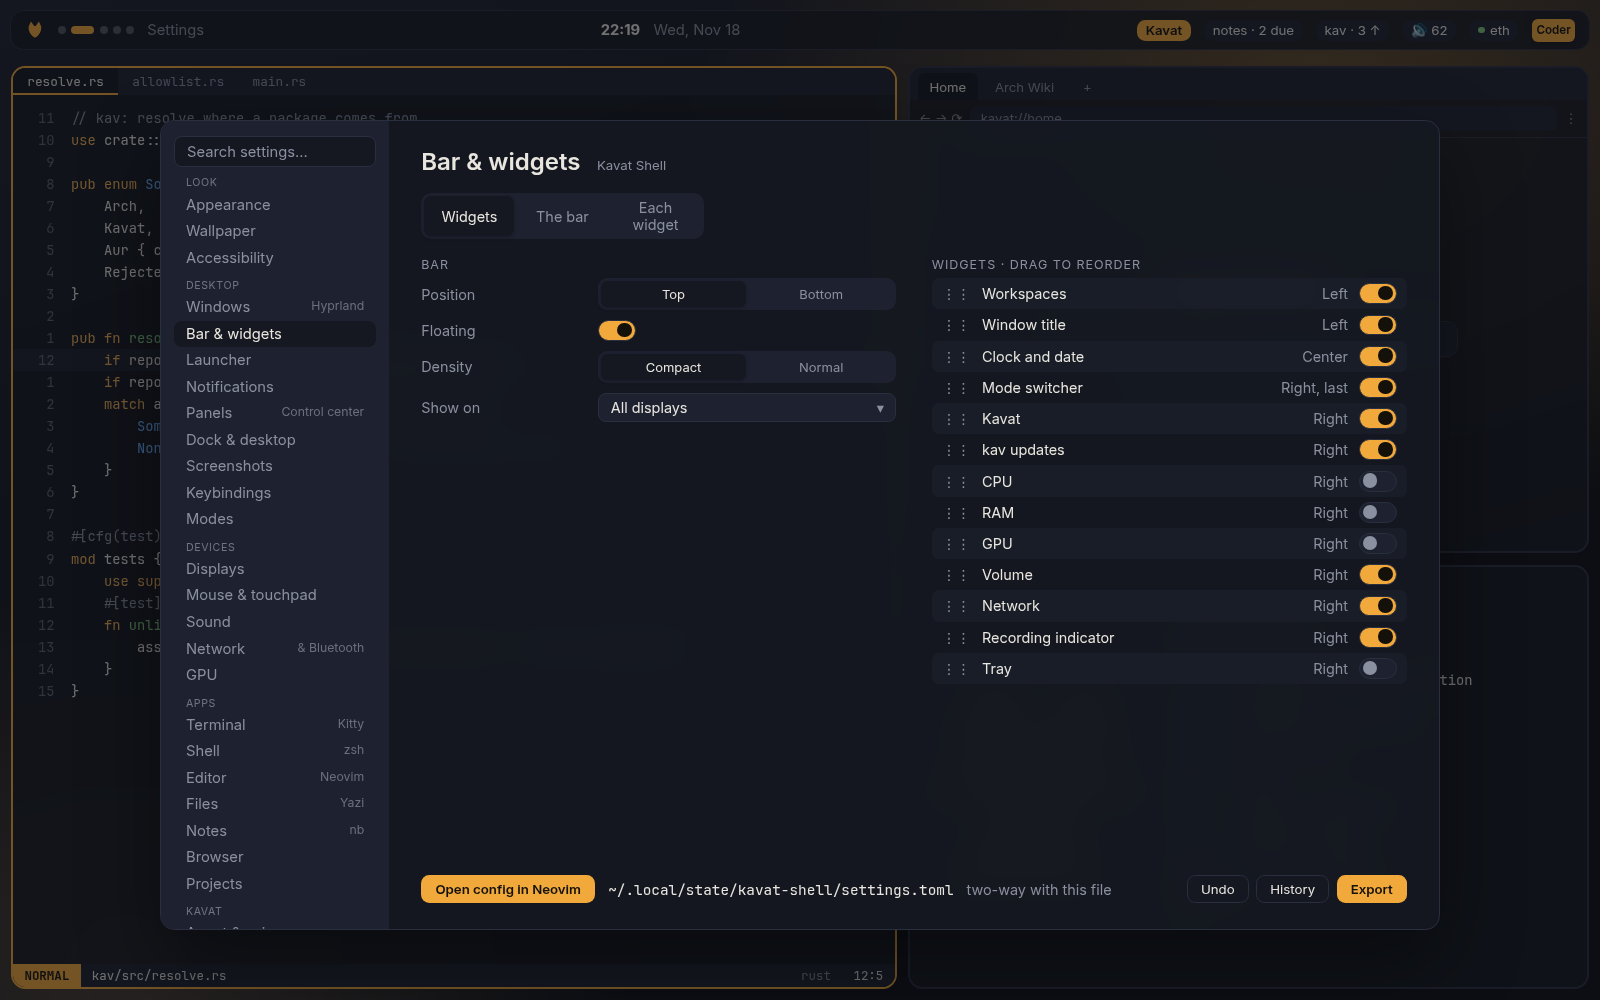 Settings
22:19 Wed, Nov 18
Kavat
notes · 2 due
kav · 3 ↑
62
eth
Coder
resolve.rs
allowlist.rs
main.rs
11 // kav: resolve where a package comes from
10 use crate::
9
8 pub enum So
7 Arch,
6 Kavat,
5 Aur { c
4 Rejecte
3 }
2
1 pub fn reso
12 if repo
1 if repo
2 match a
3 Som
4 Non
5 }
6 }
7
8 #[cfg(test)
9 mod tests {
10 use sup
11 #[test]
12 fn unli
13 ass
14 }
15 }
NORMAL kav/src/resolve.rs
rust 12:5
Home
Arch Wiki
+
← → ⟳ kavat://home ⋮
tion
Search settings...
LOOK
Appearance
Wallpaper
Accessibility
DESKTOP
Windows Hyprland
Bar & widgets
Launcher
Notifications
Panels Control center
Dock & desktop
Screenshots
Keybindings
Modes
DEVICES
Displays
Mouse & touchpad
Sound
Network & Bluetooth
GPU
APPS
Terminal Kitty
Shell zsh
Editor Neovim
Files Yazi
Notes nb
Browser
Projects
KAVAT
Bar & widgets Kavat Shell
Widgets
The bar
Each
widget
BAR
Position Top Bottom
Floating
Density Compact Normal
Show on All displays ▾
WIDGETS · DRAG TO REORDER
Workspaces Left
Window title Left
Clock and date Center
Mode switcher Right, last
Kavat Right
kav updates Right
CPU Right
RAM Right
GPU Right
Volume Right
Network Right
Recording indicator Right
Tray Right
Open config in Neovim ~/.local/state/kavat-shell/settings.toml two-way with this file
Undo
History
Export